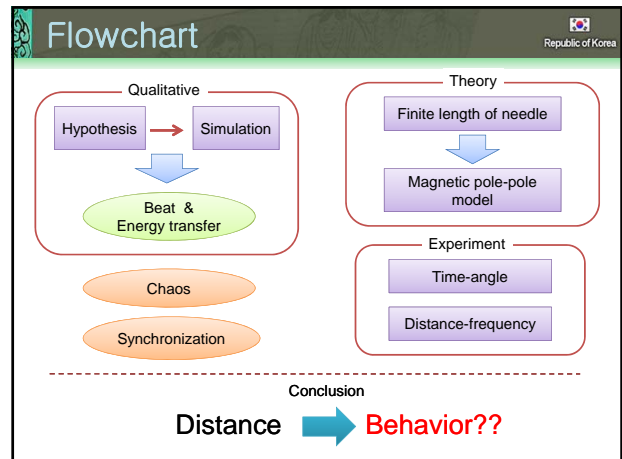 Flowchart
Republic of Korea
Qualitative
Hypothesis
Simulation
Beat &
Energy transfer
Chaos
Synchronization
Theory
Finite length of needle
Magnetic pole-pole
model
Experiment
Time-angle
Distance-frequency
Conclusion
Distance
Behavior??